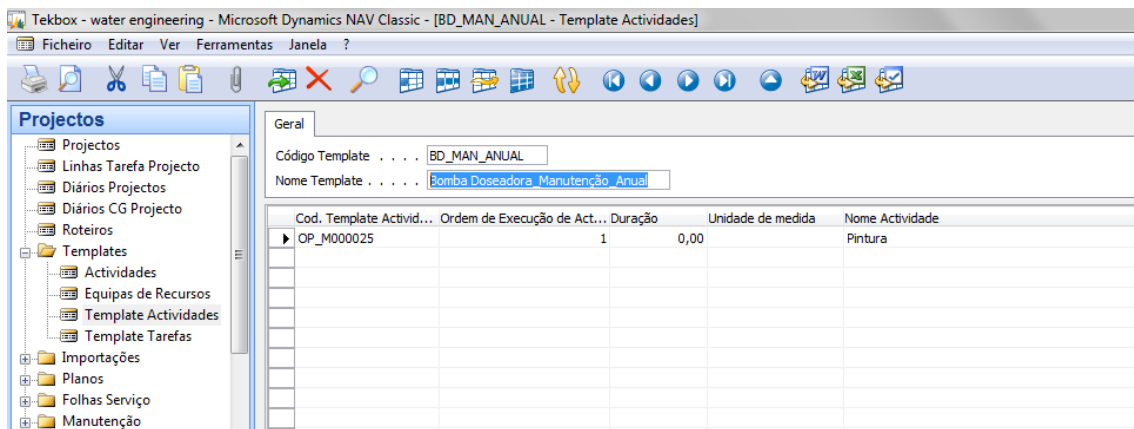 Tekbox - water engineering - Microsoft Dynamics NAV Classic - [BD_MAN_ANUAL - Template Actividades]
Ficheiro Editar Ver Ferramentas Janela ?
Projectos
Projectos
Linhas Tarefa Projecto
Diários Projectos
Diários CG Projecto
Roteiros
Templates
Actividades
Equipas de Recursos
Template Actividades
Template Tarefas
Importações
Planos
Folhas Serviço
Manutenção
Geral
Código Template . . . . BD_MAN_ANUAL
Nome Template . . . . . Bomba Doseadora_Manutenção_Anual
Cod. Template Activid... Ordem de Execução de Act... Duração Unidade de medida Nome Actividade
OP_M000025 1 0,00 Pintura